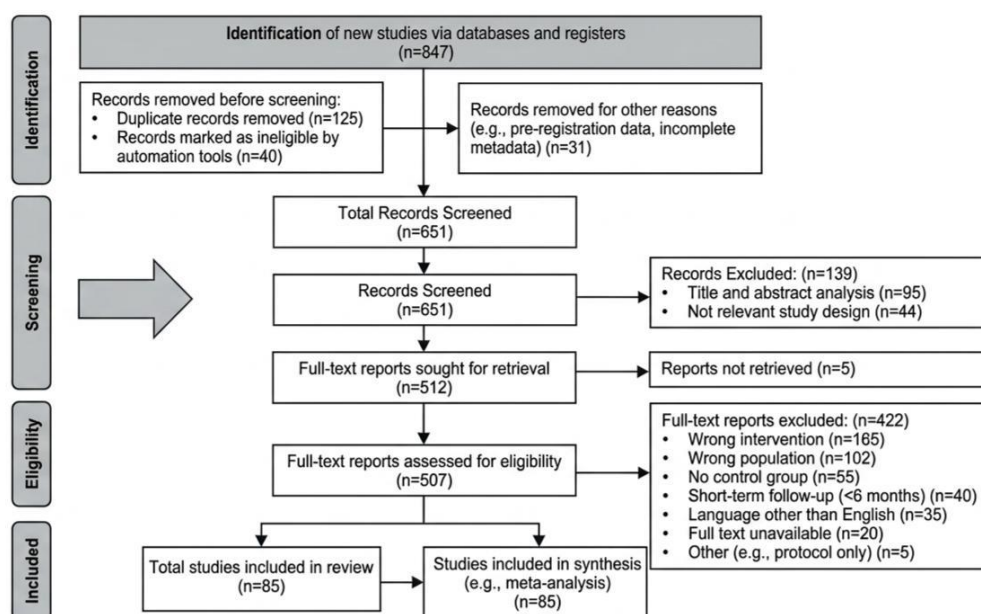 Identification
Identification of new studies via databases and registers
(n=847)
Records removed before screening:
• Duplicate records removed (n=125)
• Records marked as ineligible by
automation tools (n=40)
Records removed for other reasons
(e.g., pre-registration data, incomplete
metadata) (n=31)
Screening
Total Records Screened
(n=651)
Records Screened
(n=651)
Records Excluded: (n=139)
• Title and abstract analysis (n=95)
• Not relevant study design (n=44)
Full-text reports sought for retrieval
(n=512)
Reports not retrieved (n=5)
Eligibility
Full-text reports assessed for eligibility
(n=507)
Full-text reports excluded: (n=422)
• Wrong intervention (n=165)
• Wrong population (n=102)
• No control group (n=55)
• Short-term follow-up (<6 months) (n=40)
• Language other than English (n=35)
• Full text unavailable (n=20)
• Other (e.g., protocol only) (n=5)
Included
Total studies included in review
(n=85)
Studies included in synthesis
(e.g., meta-analysis)
(n=85)